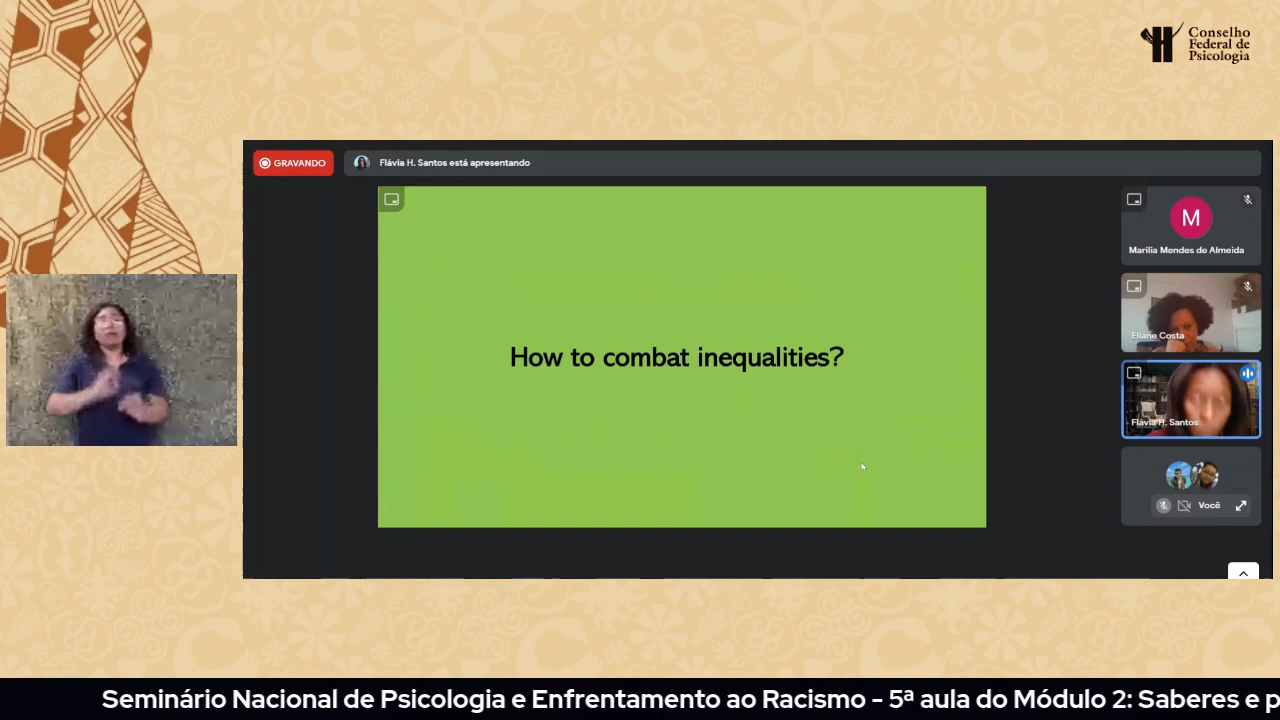 Conselho
Federal de
Psicologia
GRAVANDO
Flávia H. Santos está apresentando
M
Marilia Mendes de Almeida
How to combat inequalities?
Eliane Costa
Flávia H. Santos
Você
Seminário Nacional de Psicologia e Enfrentamento ao Racismo - 5ª aula do Módulo 2: Saberes e p